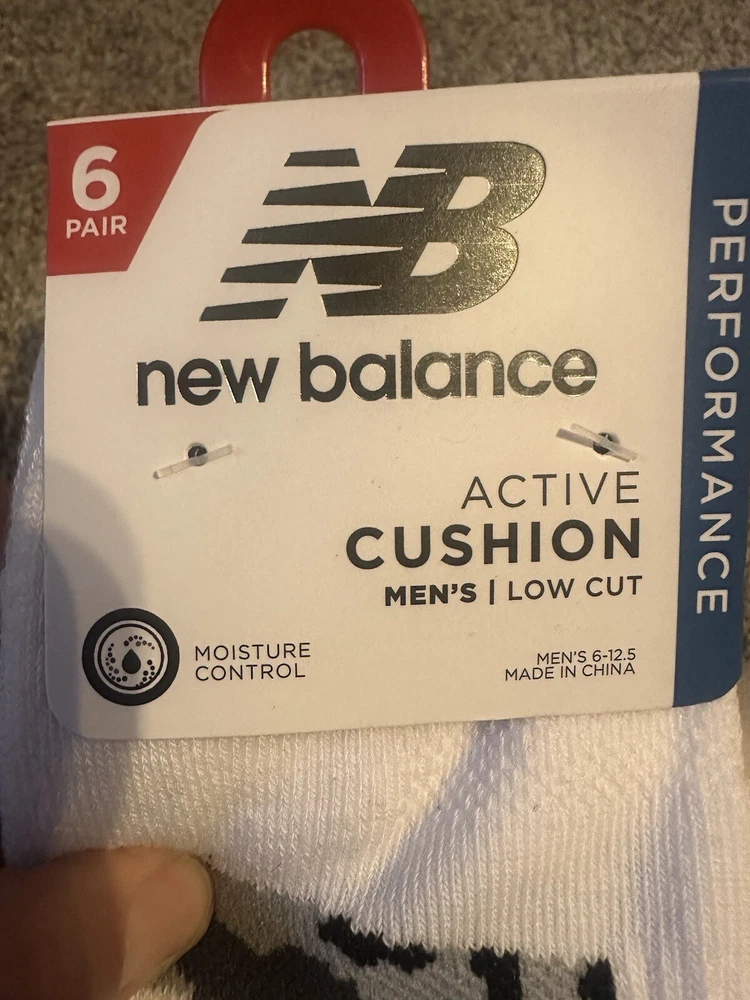 6
PAIR
NB
new balance
ACTIVE
CUSHION
MEN'S | LOW CUT
MOISTURE
CONTROL
MEN'S 6-12.5
MADE IN CHINA
PERFORMANCE